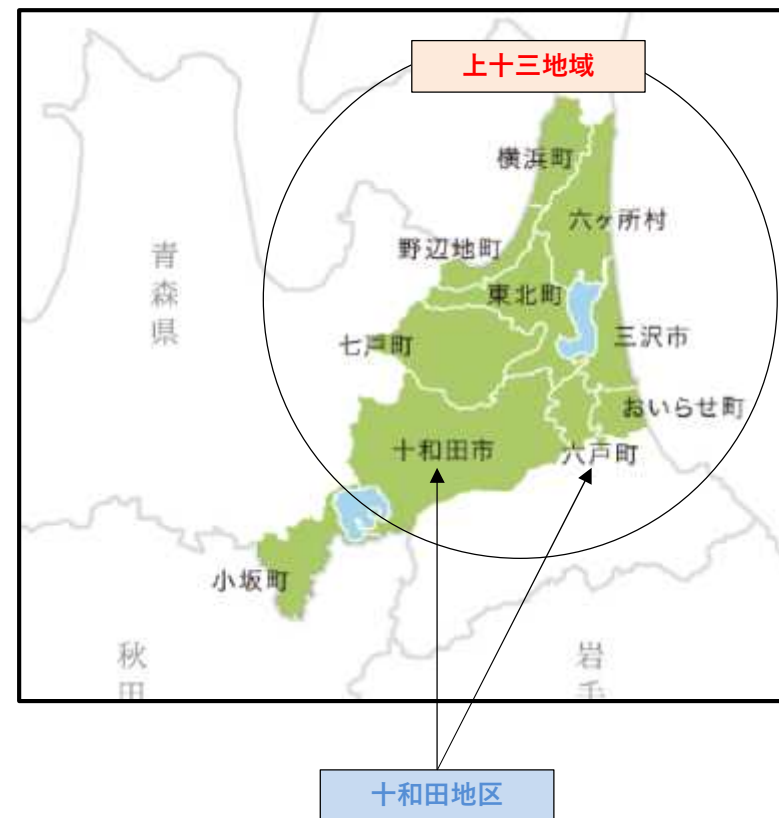 上十三地域
横浜町
六ヶ所村
野辺地町
青森県
東北町
三沢市
七戸町
おいらせ町
十和田市
六戸町
小坂町
秋田
岩手
十和田地区